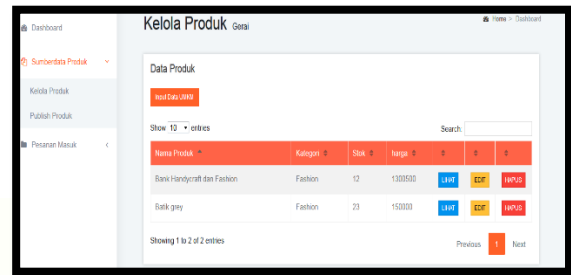 Dashboard
Sumberdata Produk
Kelola Produk
Publish Produk
Pesanan Masuk
Kelola Produk Gerai
Home > Dashboard
Data Produk
Input Data UMKM
Show 10 entries
Search:
Nama Produk Kategori Stok harga
Bank Handycraft dan Fashion Fashion 12 1300500 LIHAT EDIT HAPUS
Batik grey Fashion 23 150000 LIHAT EDIT HAPUS
Showing 1 to 2 of 2 entries
Previous 1 Next